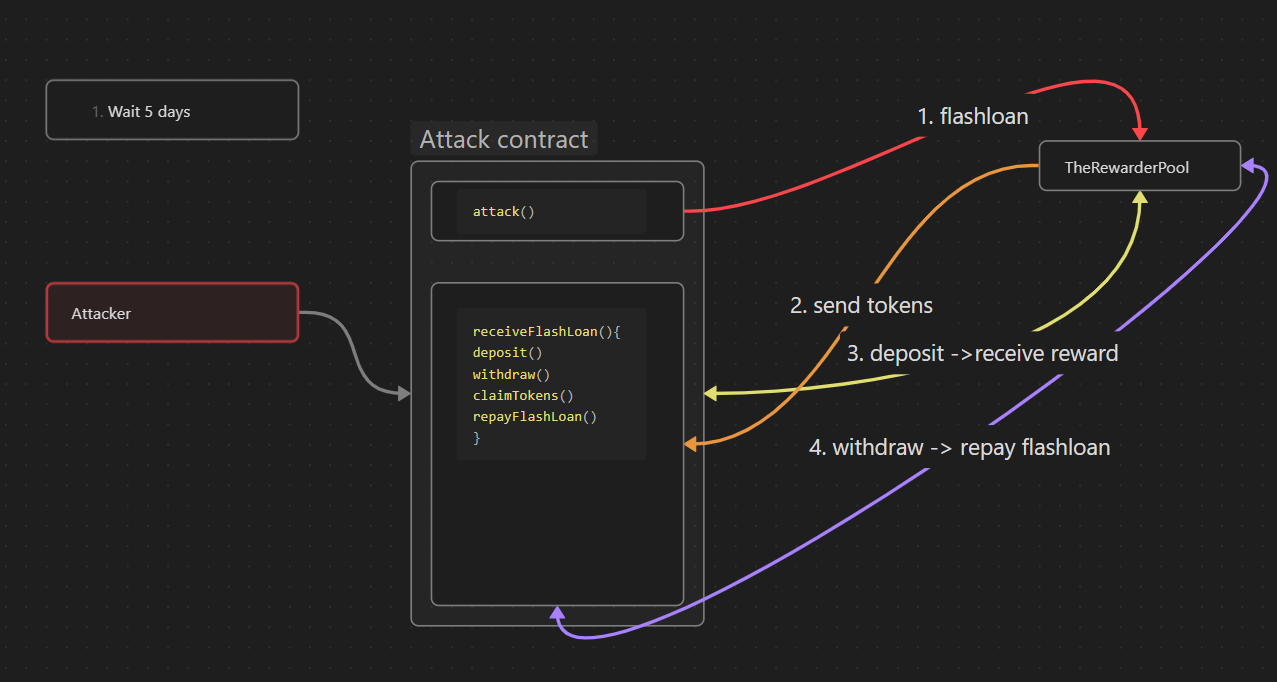 1. Wait 5 days
Attacker
Attack contract
attack()
receiveFlashLoan(){
deposit()
withdraw()
claimTokens()
repayFlashLoan()
}
1. flashloan
TheRewarderPool
2. send tokens
3. deposit ->receive reward
4. withdraw -> repay flashloan